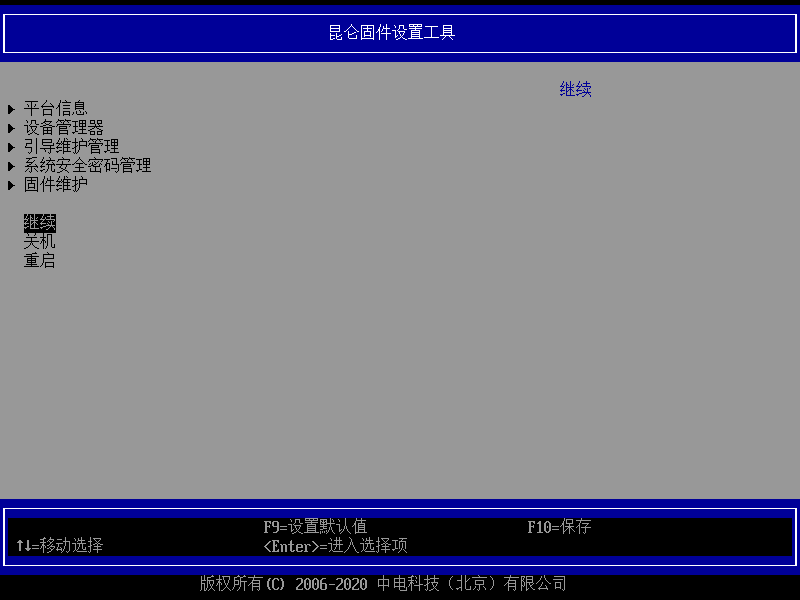 昆仑固件设置工具
继续
平台信息
设备管理器
引导维护管理
系统安全密码管理
固件维护
继续
关机
重启
F9=设置默认值 F10=保存
↑↓=移动选择 <Enter>=进入选择项
版权所有(C) 2006-2020 中电科技（北京）有限公司